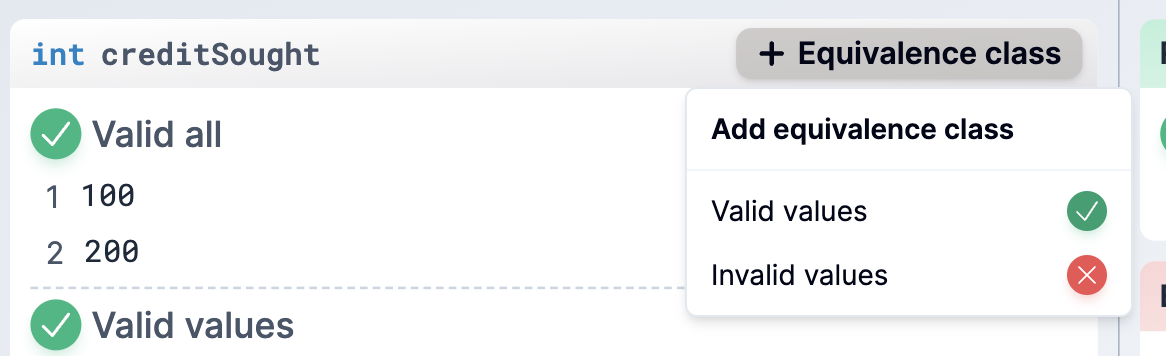 int creditSought
+ Equivalence class
Valid all
1 100
2 200
Valid values
Add equivalence class
Valid values
Invalid values